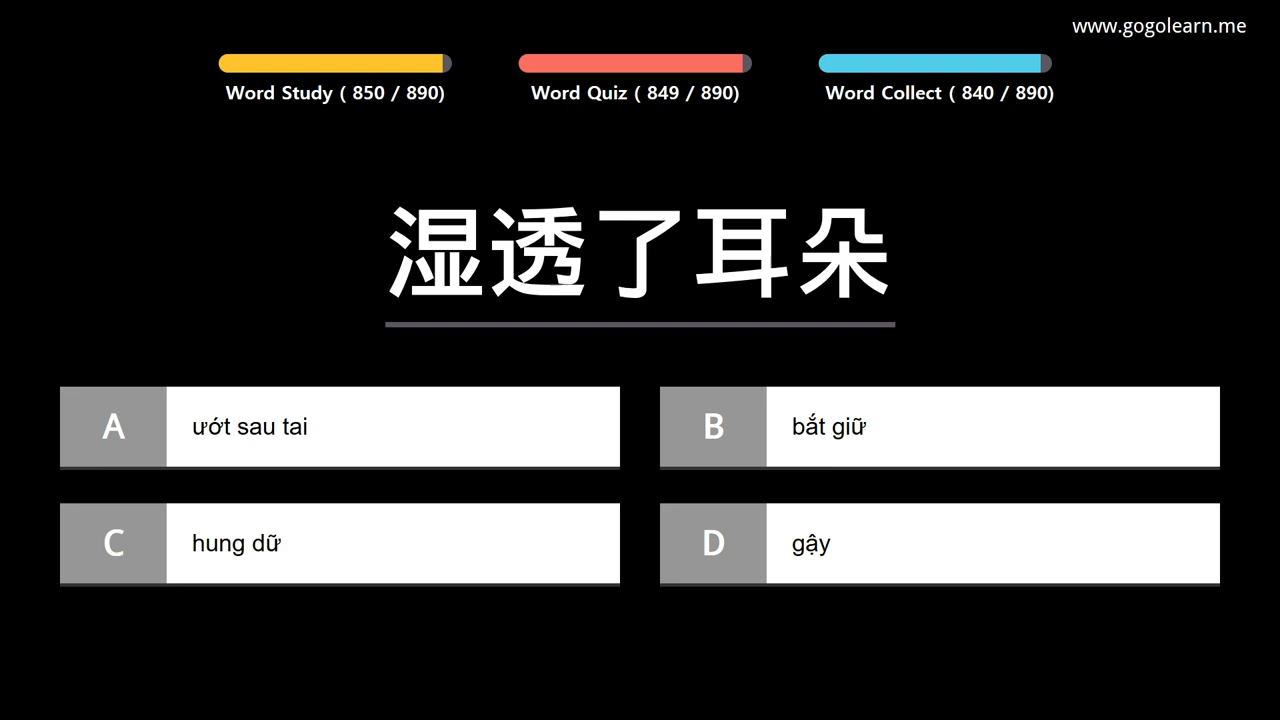 www.gogolearn.me
Word Study ( 850 / 890)
Word Quiz ( 849 / 890)
Word Collect ( 840 / 890)
湿透了耳朵
A ướt sau tai
B bắt giữ
C hung dữ
D gậy